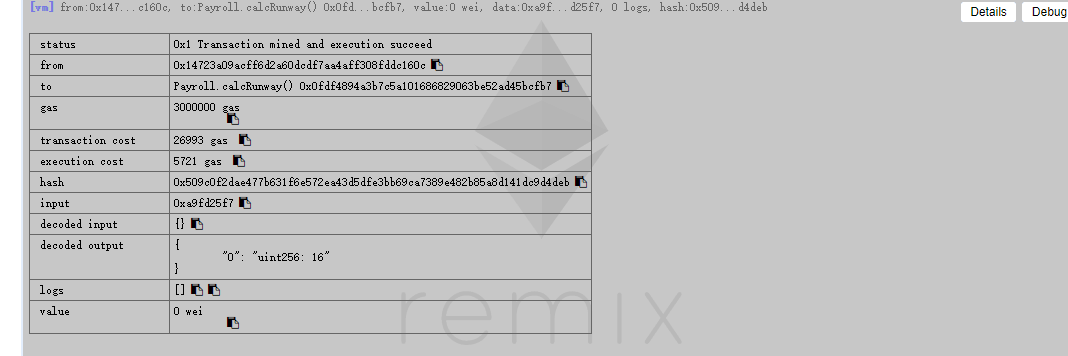 [vm] from:0x147...c160c, to:Payroll.calcRunway() 0x0fd...bcfb7, value:0 wei, data:0xa9f...d25f7, 0 logs, hash:0x509...d4deb
Details
Debug
status 0x1 Transaction mined and execution succeed
from 0x14723a09acff6d2a60dcdf7aa4aff308fddc160c
to Payroll.calcRunway() 0x0fdf4894a3b7c5a101686829063be52ad45bcfb7
gas 3000000 gas
transaction cost 26993 gas
execution cost 5721 gas
hash 0x509c0f2dae477b631f6e572ea43d5dfe3bb69ca7389e482b85a8d141dc9d4deb
input 0xa9fd25f7
decoded input {}
decoded output {
"0": "uint256: 16"
}
logs []
value 0 wei
remix